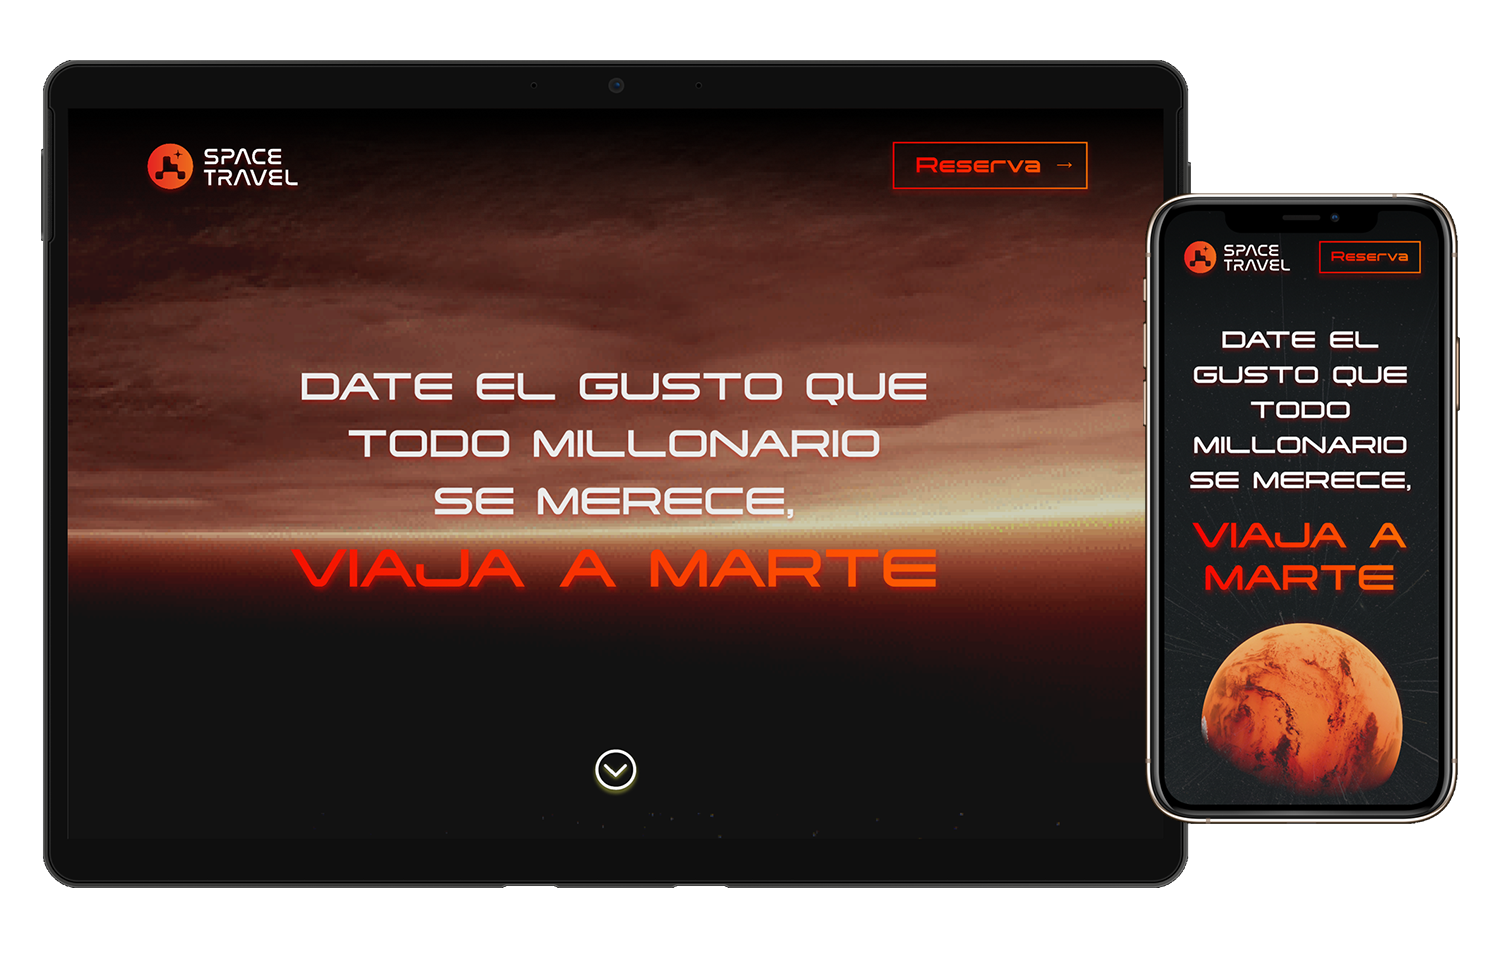 SPACE
TRAVEL
Reserva →
DATE EL GUSTO QUE
TODO MILLONARIO
SE MERECE,
VIAJA A MARTE
SPACE
TRAVEL
Reserva
DATE EL
GUSTO QUE
TODO
MILLONARIO
SE MERECE,
VIAJA A
MARTE